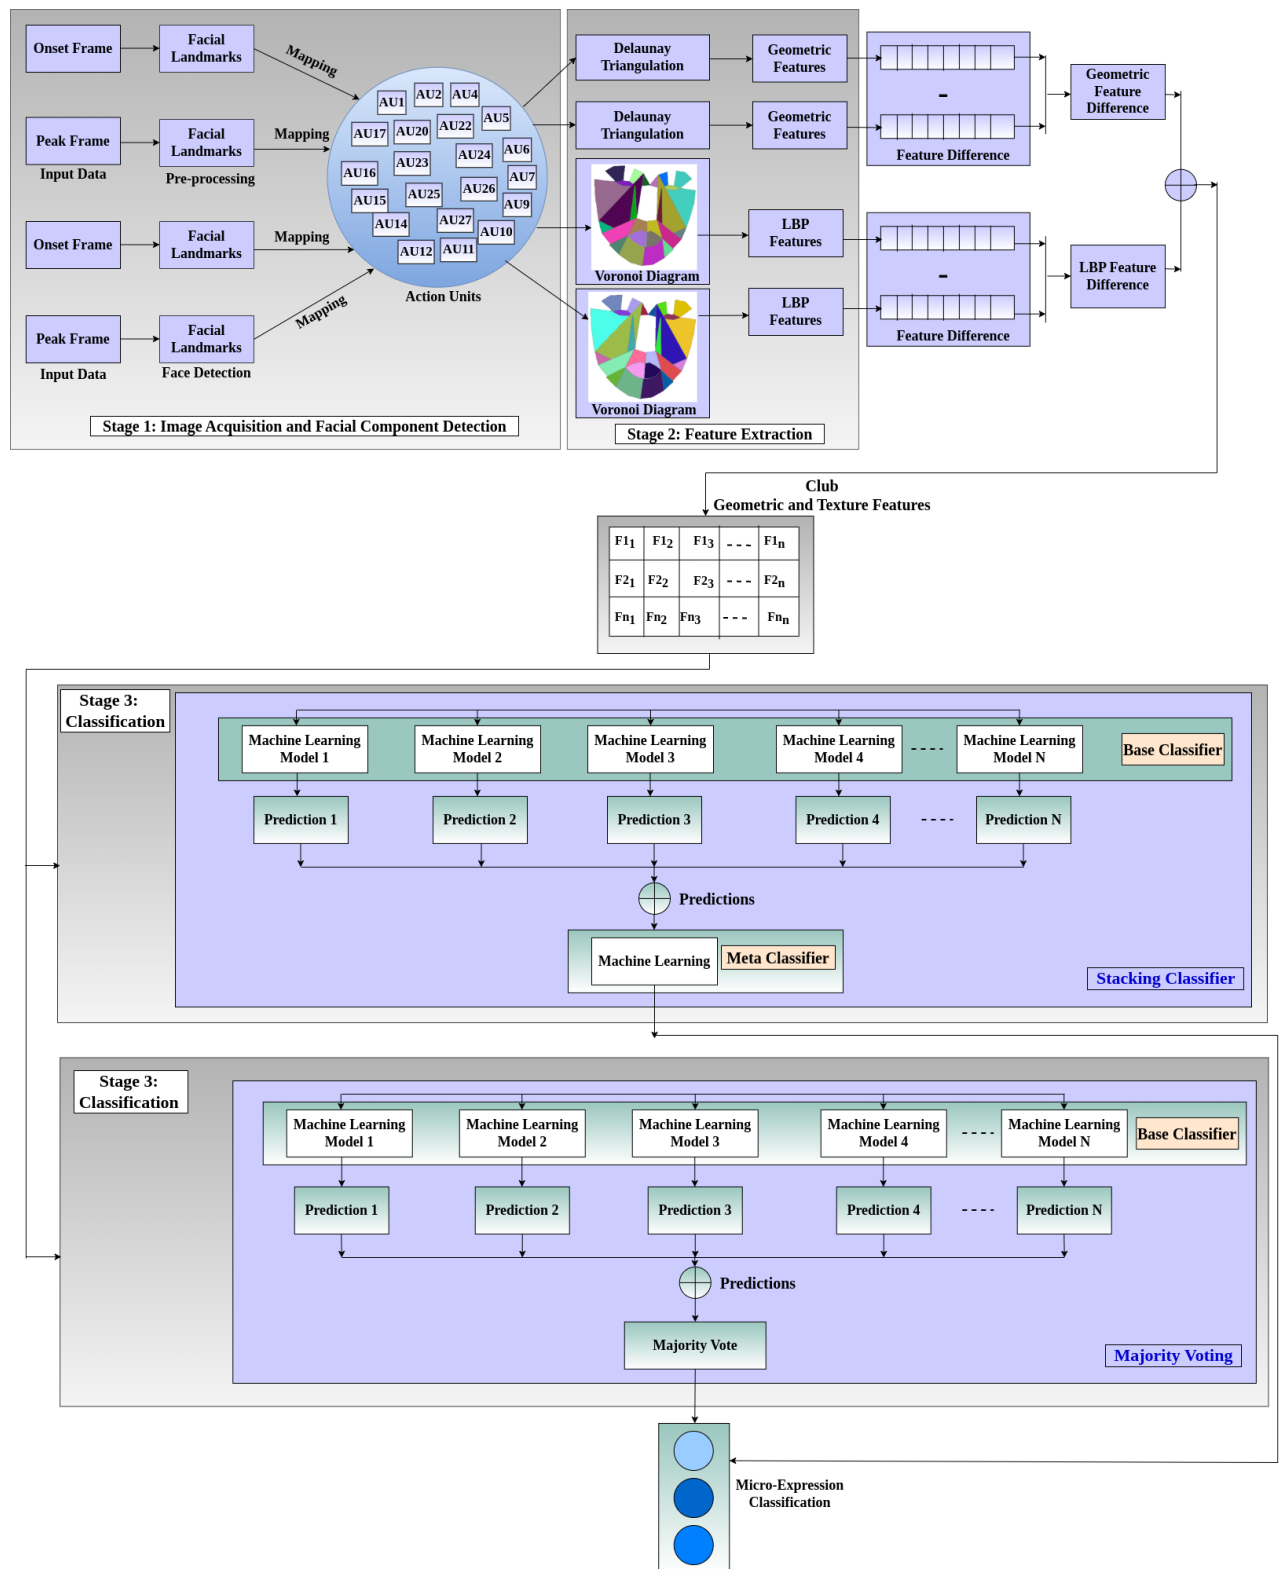 Onset Frame
Facial
Landmarks
Mapping
Peak Frame
Input Data
Facial
Landmarks
Pre-processing
Mapping
Onset Frame
Facial
Landmarks
Mapping
Peak Frame
Input Data
Facial
Landmarks
Face Detection
Mapping
AU1
AU2
AU4
AU5
AU17
AU20
AU22
AU6
AU23
AU24
AU16
AU7
AU25
AU26
AU15
AU9
AU14
AU27
AU10
AU12
AU11
Action Units
Stage 1: Image Acquisition and Facial Component Detection
Delaunay
Triangulation
Geometric
Features
Delaunay
Triangulation
Geometric
Features
Voronoi Diagram
LBP
Features
Voronoi Diagram
LBP
Features
Stage 2: Feature Extraction
-
Feature Difference
Geometric
Feature
Difference
-
Feature Difference
LBP Feature
Difference
Club
Geometric and Texture Features
F11 F12 F13 --- F1n
F21 F22 F23 --- F2n
Fn1 Fn2 Fn3 --- Fnn
Stage 3:
Classification
Machine Learning
Model 1
Machine Learning
Model 2
Machine Learning
Model 3
Machine Learning
Model 4
----
Machine Learning
Model N
Base Classifier
Prediction 1
Prediction 2
Prediction 3
Prediction 4
----
Prediction N
Predictions
Machine Learning
Meta Classifier
Stacking Classifier
Stage 3:
Classification
Machine Learning
Model 1
Machine Learning
Model 2
Machine Learning
Model 3
Machine Learning
Model 4
----
Machine Learning
Model N
Base Classifier
Prediction 1
Prediction 2
Prediction 3
Prediction 4
----
Prediction N
Predictions
Majority Vote
Majority Voting
Micro-Expression
Classification